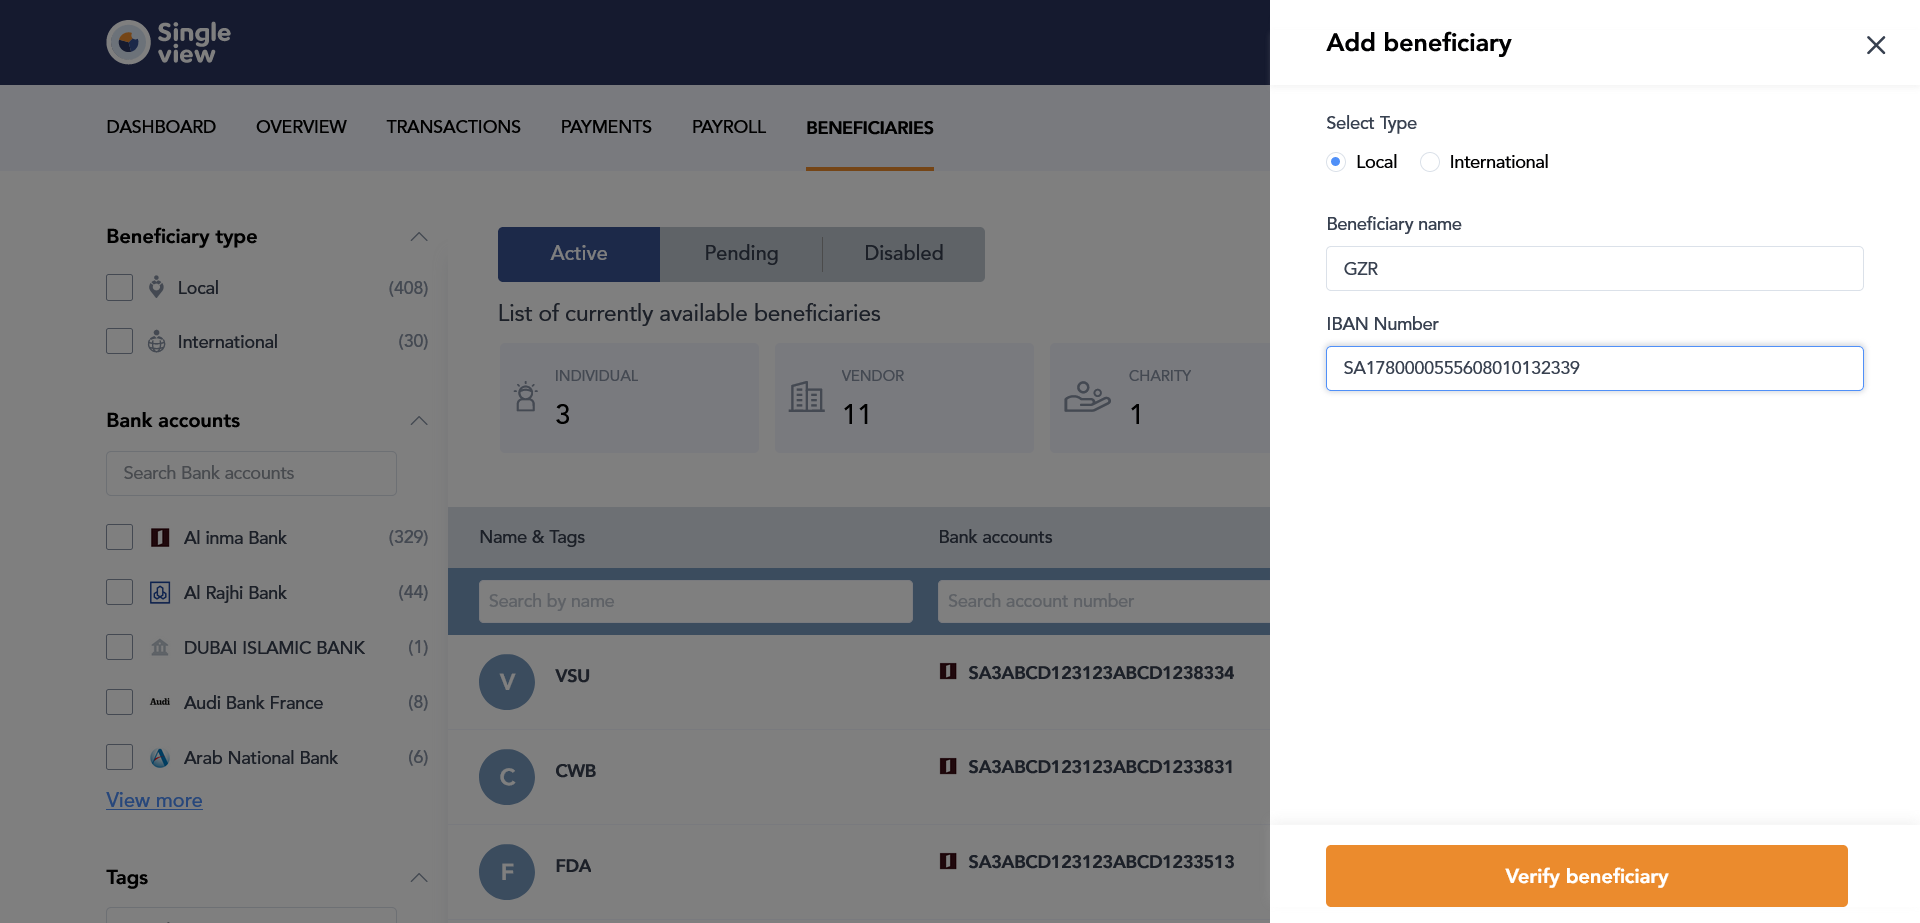 Single
view
DASHBOARD
OVERVIEW
TRANSACTIONS
PAYMENTS
PAYROLL
BENEFICIARIES
Beneficiary type
Local (408)
International (30)
Bank accounts
Search Bank accounts
Al inma Bank (329)
Al Rajhi Bank (44)
DUBAI ISLAMIC BANK (1)
Audi Audi Bank France (8)
Arab National Bank (6)
View more
Tags
Active
Pending
Disabled
List of currently available beneficiaries
INDIVIDUAL
3
VENDOR
11
CHARITY
1
Name & Tags
Bank accounts
Search by name
Search account number
V VSU SA3ABCD123123ABCD1238334
C CWB SA3ABCD123123ABCD1233831
F FDA SA3ABCD123123ABCD1233513
Add beneficiary
Select Type
Local
International
Beneficiary name
GZR
IBAN Number
SA1780000555608010132339
Verify beneficiary